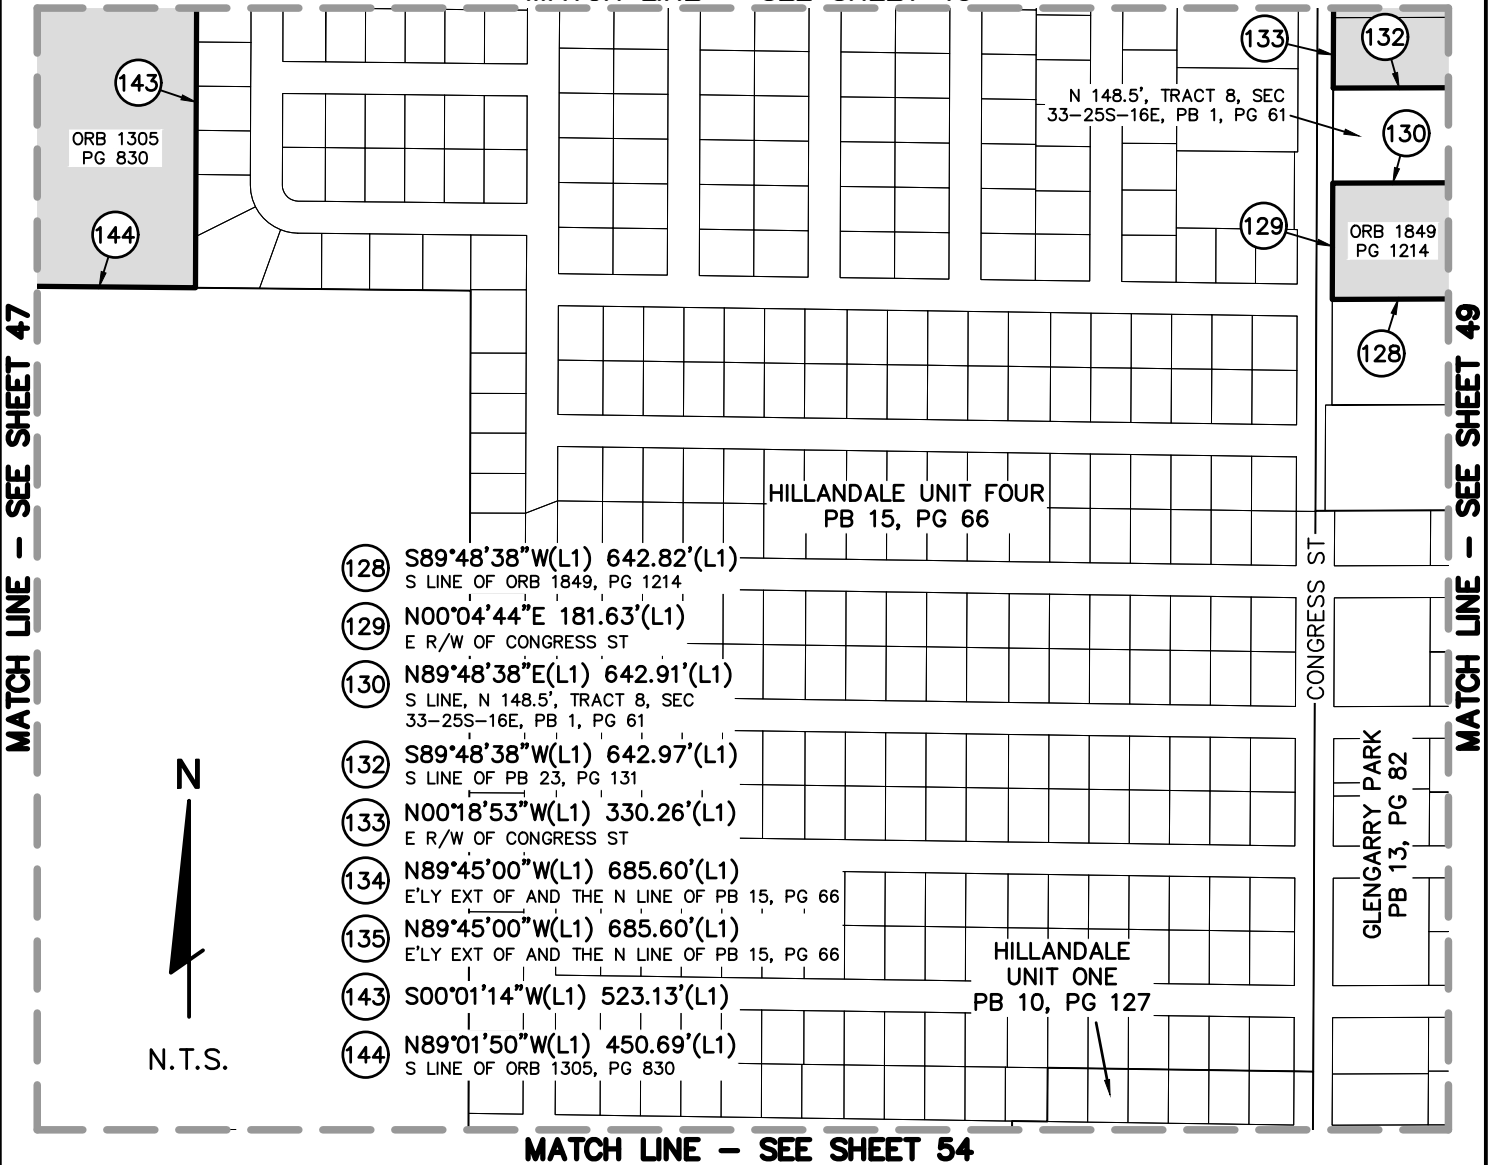 133
132
143
N 148.5', TRACT 8, SEC
33-25S-16E, PB 1, PG 61
130
ORB 1305
PG 830
144
129
ORB 1849
PG 1214
128
MATCH LINE - SEE SHEET 47
MATCH LINE - SEE SHEET 49
HILLANDALE UNIT FOUR
PB 15, PG 66
CONGRESS ST
128 S89°48'38"W(L1) 642.82'(L1)
S LINE OF ORB 1849, PG 1214
129 N00°04'44"E 181.63'(L1)
E R/W OF CONGRESS ST
130 N89°48'38"E(L1) 642.91'(L1)
S LINE, N 148.5', TRACT 8, SEC
33-25S-16E, PB 1, PG 61
132 S89°48'38"W(L1) 642.97'(L1)
S LINE OF PB 23, PG 131
133 N00°18'53"W(L1) 330.26'(L1)
E R/W OF CONGRESS ST
134 N89°45'00"W(L1) 685.60'(L1)
E'LY EXT OF AND THE N LINE OF PB 15, PG 66
135 N89°45'00"W(L1) 685.60'(L1)
E'LY EXT OF AND THE N LINE OF PB 15, PG 66
143 S00°01'14"W(L1) 523.13'(L1)
144 N89°01'50"W(L1) 450.69'(L1)
S LINE OF ORB 1305, PG 830
N
N.T.S.
GLENGARRY PARK
PB 13, PG 82
HILLANDALE
UNIT ONE
PB 10, PG 127
MATCH LINE - SEE SHEET 54